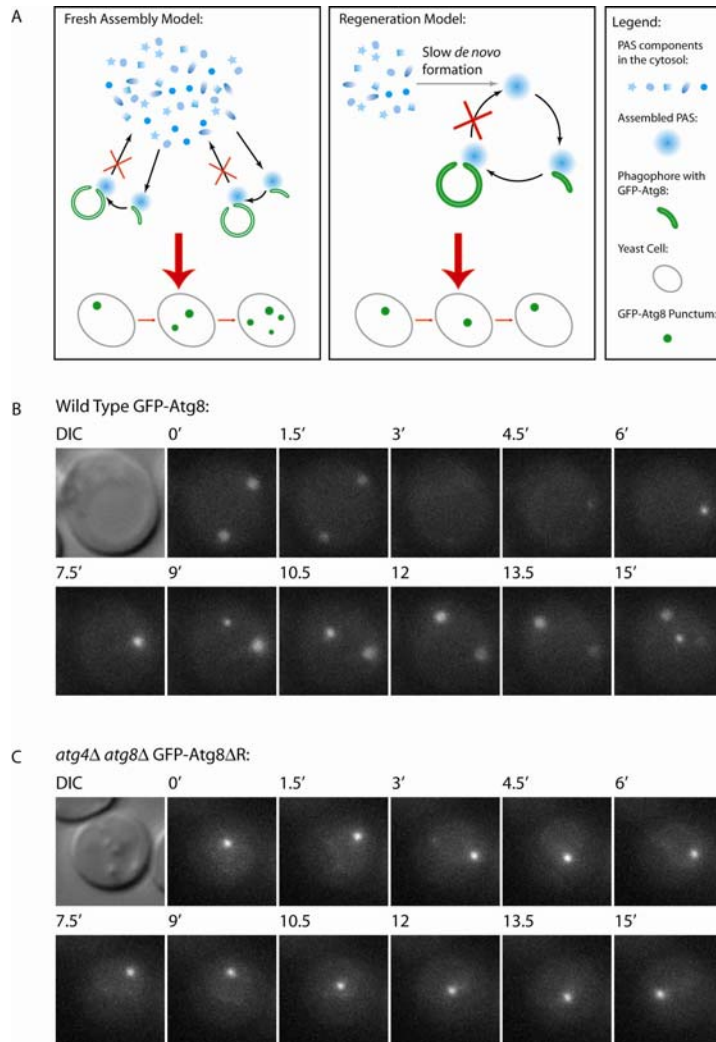 A
Fresh Assembly Model:
Regeneration Model:
Slow de novo
formation
Legend:
PAS components
in the cytosol:
Assembled PAS:
Phagophore with
GFP-Atg8:
Yeast Cell:
GFP-Atg8 Punctum:
B
Wild Type GFP-Atg8:
DIC 0′ 1.5′ 3′ 4.5′ 6′
7.5′ 9′ 10.5 12 13.5 15′
C
atg4Δ atg8Δ GFP-Atg8ΔR:
DIC 0′ 1.5′ 3′ 4.5′ 6′
7.5′ 9′ 10.5 12 13.5 15′